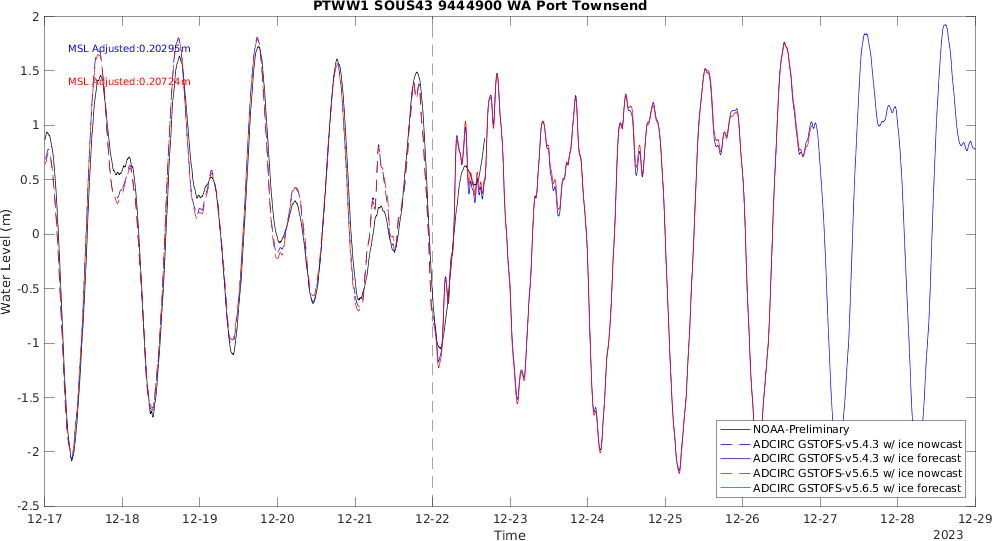 PTWW1 SOUS43 9444900 WA Port Townsend
MSL Adjusted:0.20295m
MSL Adjusted:0.20724m
Water Level (m)
2
1.5
1
0.5
0
-0.5
-1
-1.5
-2
-2.5
NOAA-Preliminary
ADCIRC GSTOFS-v5.4.3 w/ ice nowcast
ADCIRC GSTOFS-v5.4.3 w/ ice forecast
ADCIRC GSTOFS-v5.6.5 w/ ice nowcast
ADCIRC GSTOFS-v5.6.5 w/ ice forecast
12-17 12-18 12-19 12-20 12-21 12-22 12-23 12-24 12-25 12-26 12-27 12-28 12-29
Time
2023